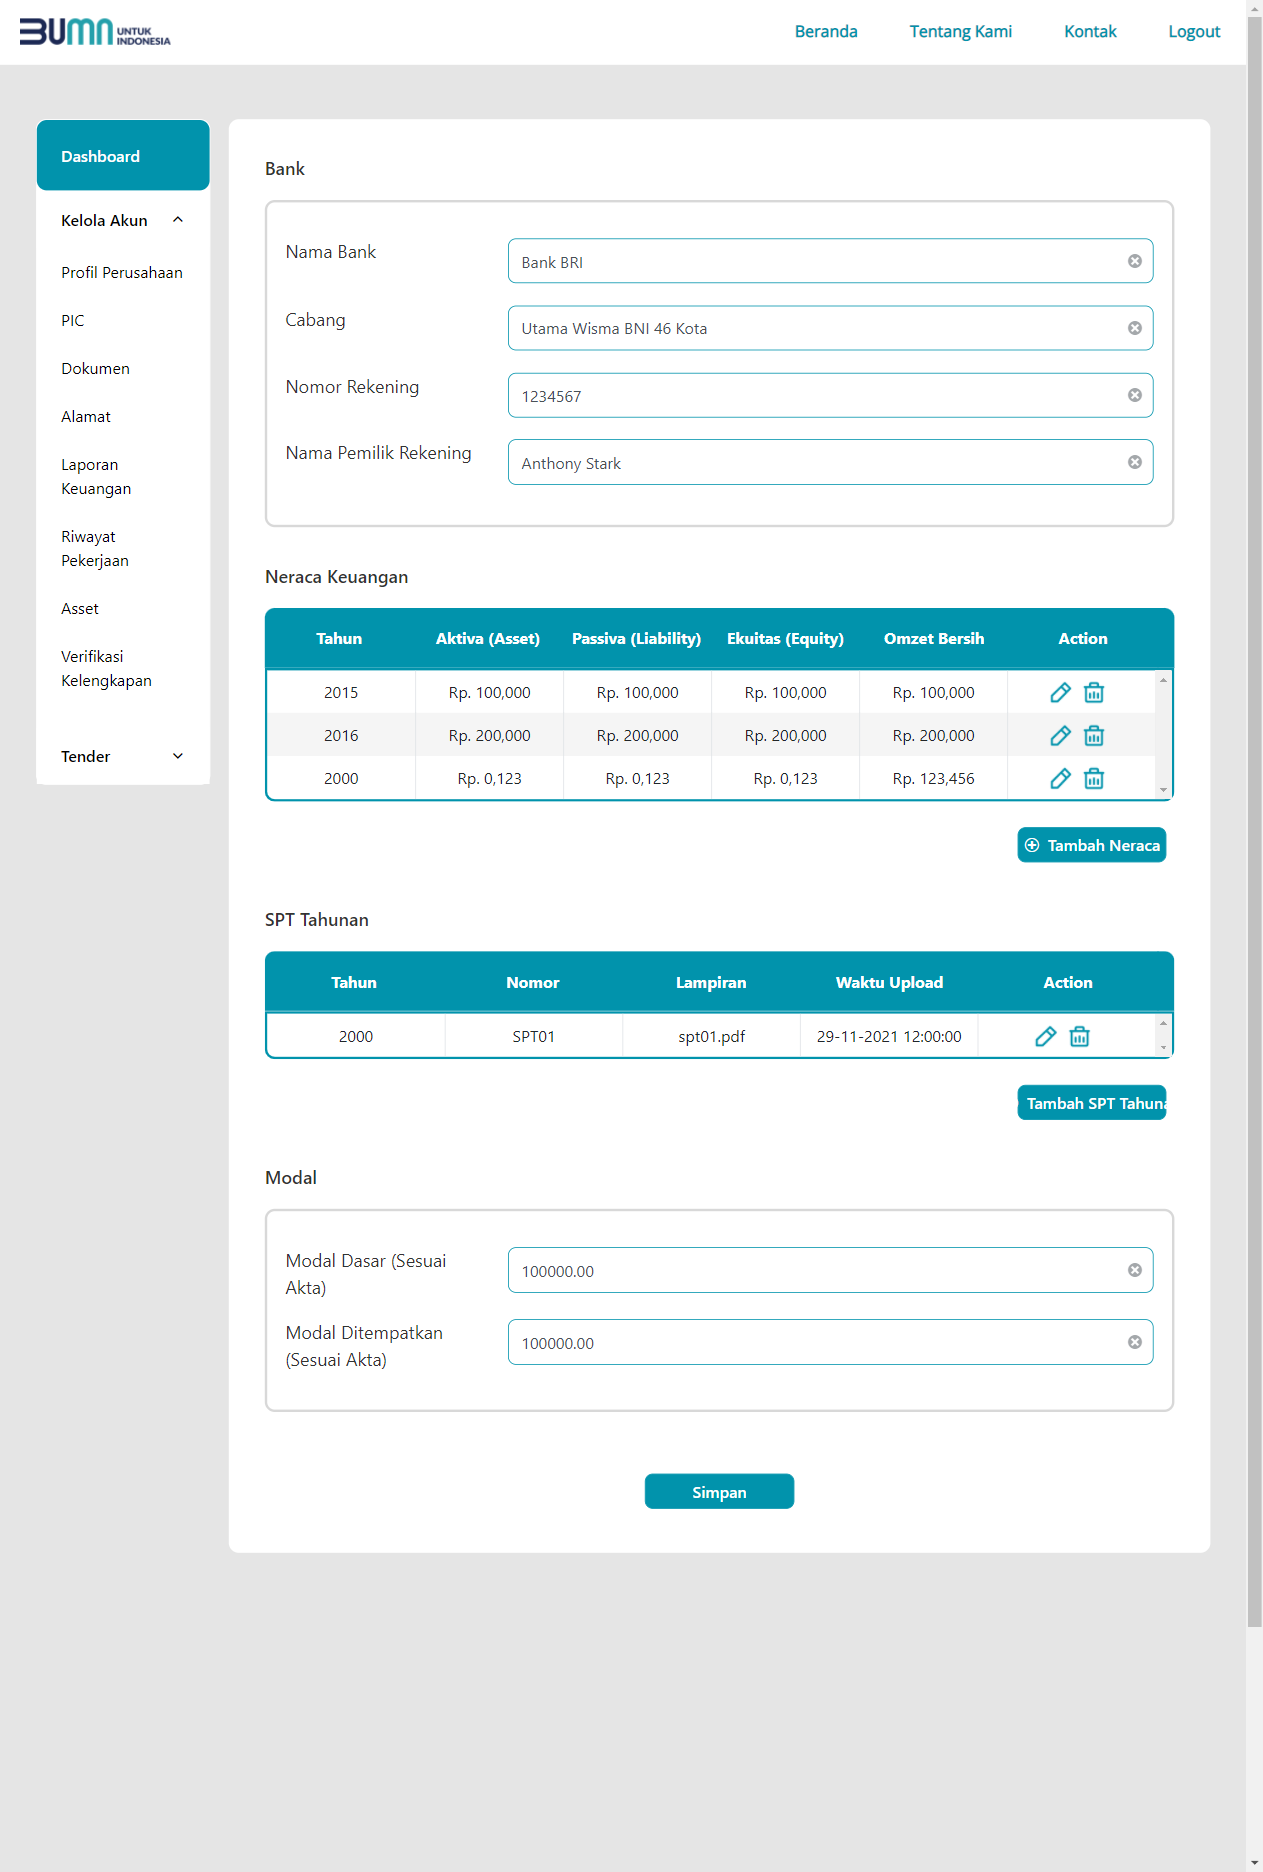 BUMN UNTUK INDONESIA
Beranda Tentang Kami Kontak Logout
Dashboard
Kelola Akun
Profil Perusahaan
PIC
Dokumen
Alamat
Laporan
Keuangan
Riwayat
Pekerjaan
Asset
Verifikasi
Kelengkapan
Tender
Bank
Nama Bank Bank BRI
Cabang Utama Wisma BNI 46 Kota
Nomor Rekening 1234567
Nama Pemilik Rekening Anthony Stark
Neraca Keuangan
Tahun Aktiva (Asset) Passiva (Liability) Ekuitas (Equity) Omzet Bersih Action
2015 Rp. 100,000 Rp. 100,000 Rp. 100,000 Rp. 100,000
2016 Rp. 200,000 Rp. 200,000 Rp. 200,000 Rp. 200,000
2000 Rp. 0,123 Rp. 0,123 Rp. 0,123 Rp. 123,456
Tambah Neraca
SPT Tahunan
Tahun Nomor Lampiran Waktu Upload Action
2000 SPT01 spt01.pdf 29-11-2021 12:00:00
Tambah SPT Tahuna
Modal
Modal Dasar (Sesuai
Akta)
100000.00
Modal Ditempatkan
(Sesuai Akta)
100000.00
Simpan